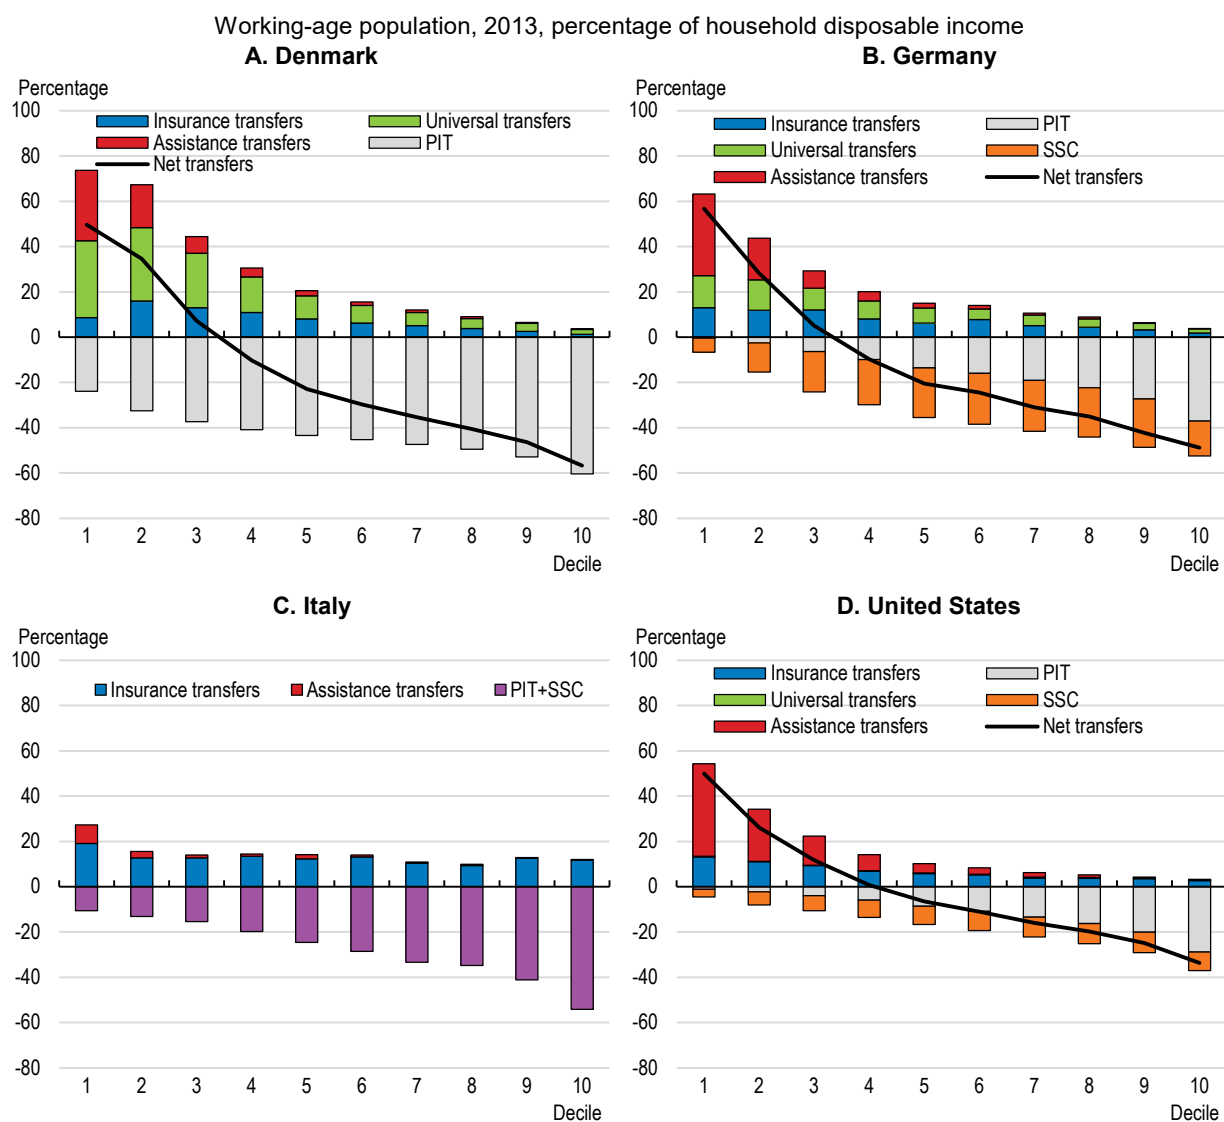 Working-age population, 2013, percentage of household disposable income
A. Denmark
Percentage
100
80
60
40
20
0
-20
-40
-60
-80
Insurance transfers
Universal transfers
Assistance transfers
PIT
Net transfers
1 2 3 4 5 6 7 8 9 10
Decile
B. Germany
Percentage
100
80
60
40
20
0
-20
-40
-60
-80
Insurance transfers
PIT
Universal transfers
SSC
Assistance transfers
Net transfers
1 2 3 4 5 6 7 8 9 10
Decile
C. Italy
Percentage
100
80
60
40
20
0
-20
-40
-60
-80
Insurance transfers
Assistance transfers
PIT+SSC
1 2 3 4 5 6 7 8 9 10
Decile
D. United States
Percentage
100
80
60
40
20
0
-20
-40
-60
-80
Insurance transfers
PIT
Universal transfers
SSC
Assistance transfers
Net transfers
1 2 3 4 5 6 7 8 9 10
Decile